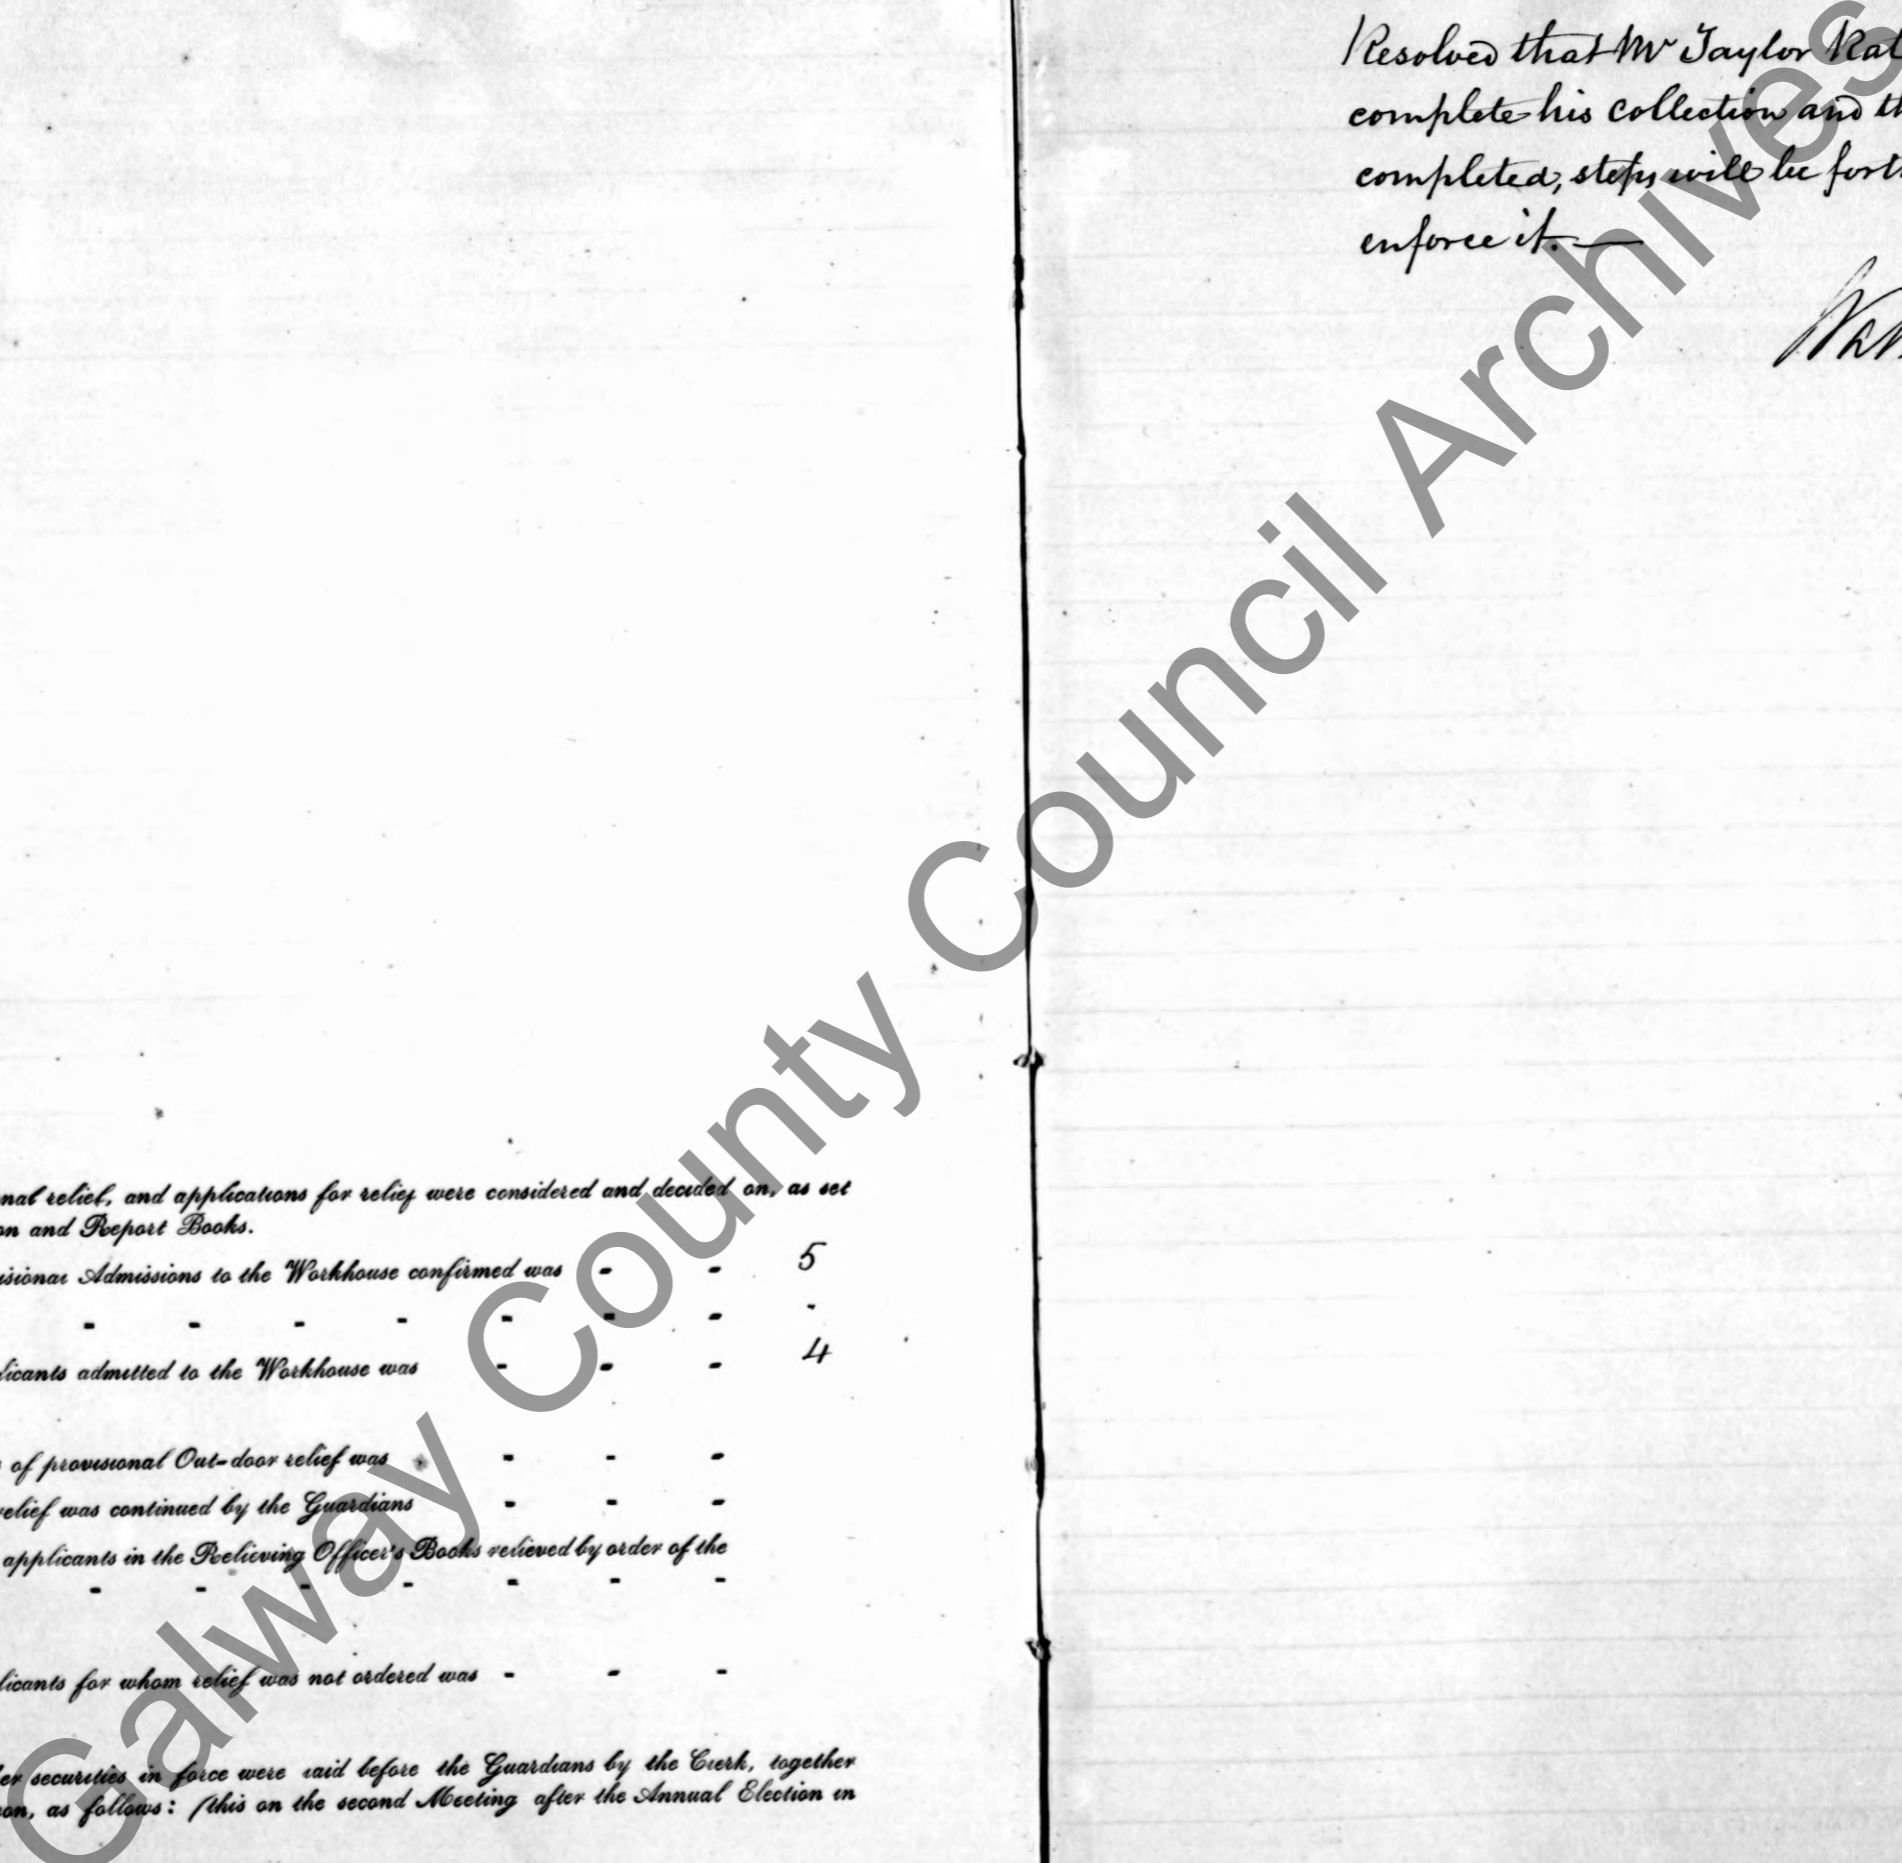 nal relief, and applications for relief were considered and decided on, as set
on and Report Books.
isional Admissions to the Workhouse confirmed was - - 5
- - - - - - - -
licants admitted to the Workhouse was - - - 4
of provisional Out-door relief was - - -
relief was continued by the Guardians - - -
applicants in the Relieving Officer's Books relieved by order of the
- - - - - - -
licants for whom relief was not ordered was - - -
er securities in force were laid before the Guardians by the Clerk, together
on, as follows: (this on the second Meeting after the Annual Election in
Resolved that Mr Taylor Rat
complete his collection and th
completed, steps will be fort
enforce it. —
Galway County Council Archives